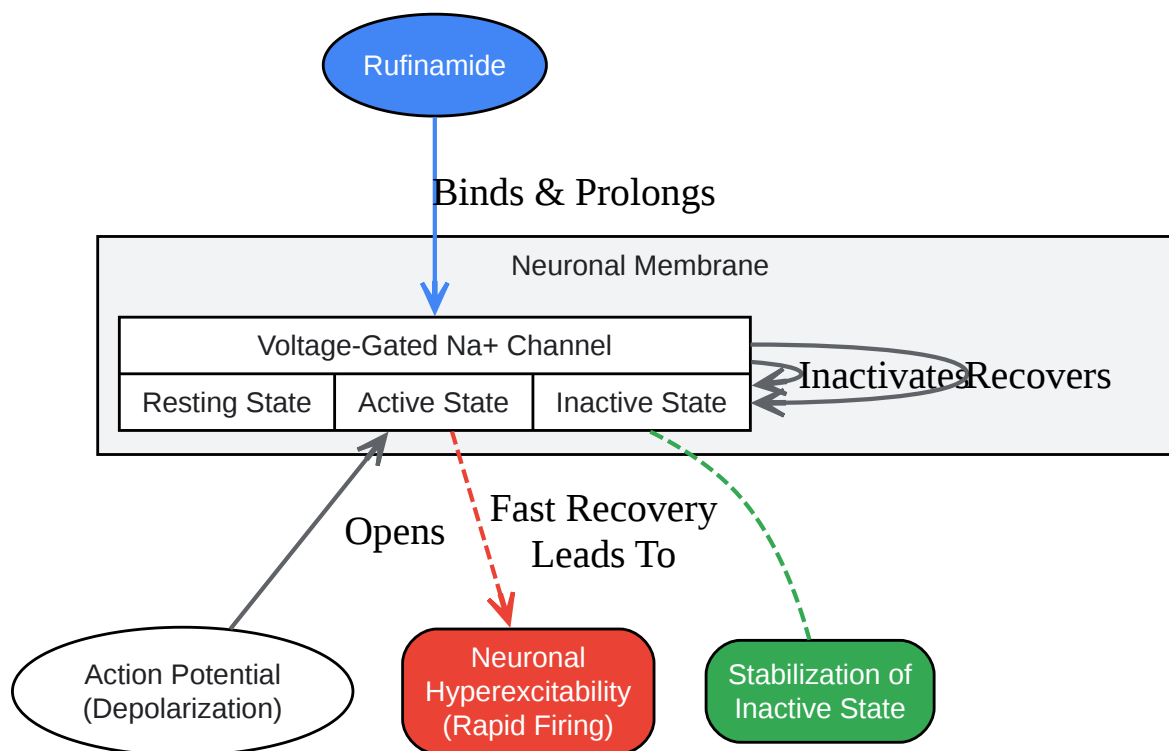 Rufinamide
Binds & Prolongs
Neuronal Membrane
Voltage-Gated Na+ Channel
Resting State
Active State
Inactive State
Inactivates
Recovers
Opens
Fast Recovery
Leads To
Action Potential
(Depolarization)
Neuronal
Hyperexcitability
(Rapid Firing)
Stabilization of
Inactive State